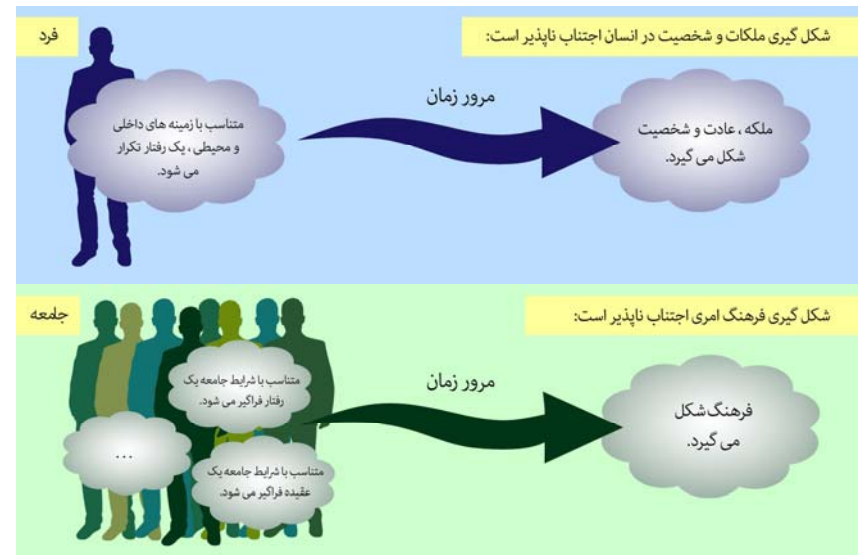 شکل گیری ملکات و شخصیت در انسان اجتناب ناپذیر است:
فرد
متناسب با زمینه های داخلی
و محیطی ، یک رفتار تکرار
می شود.
مرور زمان
ملکه ، عادت و شخصیت
شکل می گیرد.
شکل گیری فرهنگ امری اجتناب ناپذیر است:
جامعه
متناسب با شرایط جامعه یک
رفتار فراگیر می شود.
...
متناسب با شرایط جامعه یک
عقیده فراگیر می شود.
مرور زمان
فرهنگ شکل
می گیرد.